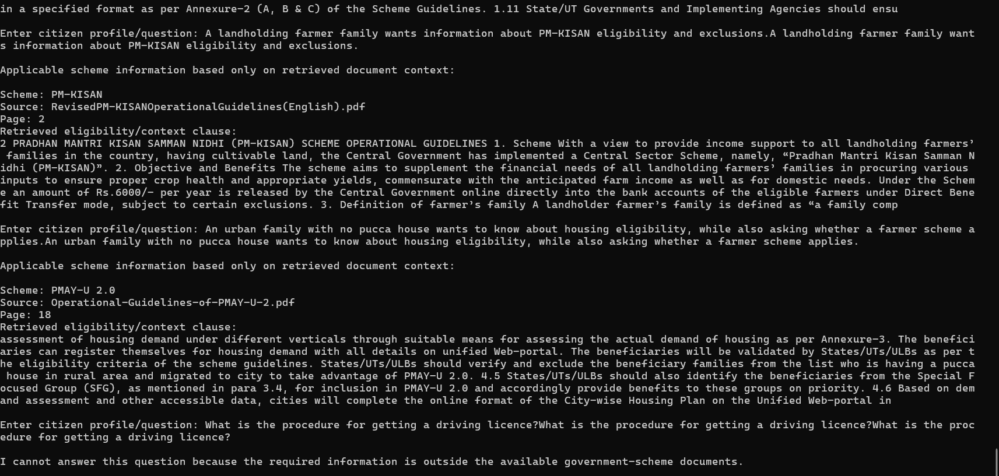 in a specified format as per Annexure-2 (A, B & C) of the Scheme Guidelines. 1.11 State/UT Governments and Implementing Agencies should ensu
Enter citizen profile/question: A landholding farmer family wants information about PM-KISAN eligibility and exclusions.A landholding farmer family want
s information about PM-KISAN eligibility and exclusions.
Applicable scheme information based only on retrieved document context:
Scheme: PM-KISAN
Source: RevisedPM-KISANOperationalGuidelines(English).pdf
Page: 2
Retrieved eligibility/context clause:
2 PRADHAN MANTRI KISAN SAMMAN NIDHI (PM-KISAN) SCHEME OPERATIONAL GUIDELINES 1. Scheme With a view to provide income support to all landholding farmers’
 families in the country, having cultivable land, the Central Government has implemented a Central Sector Scheme, namely, “Pradhan Mantri Kisan Samman N
idhi (PM-KISAN)”. 2. Objective and Benefits The scheme aims to supplement the financial needs of all landholding farmers’ families in procuring various
inputs to ensure proper crop health and appropriate yields, commensurate with the anticipated farm income as well as for domestic needs. Under the Schem
e an amount of Rs.6000/- per year is released by the Central Government online directly into the bank accounts of the eligible farmers under Direct Bene
fit Transfer mode, subject to certain exclusions. 3. Definition of farmer’s family A landholder farmer’s family is defined as “a family comp
Enter citizen profile/question: An urban family with no pucca house wants to know about housing eligibility, while also asking whether a farmer scheme a
pplies.An urban family with no pucca house wants to know about housing eligibility, while also asking whether a farmer scheme applies.
Applicable scheme information based only on retrieved document context:
Scheme: PMAY-U 2.0
Source: Operational-Guidelines-of-PMAY-U-2.pdf
Page: 18
Retrieved eligibility/context clause:
assessment of housing demand under different verticals through suitable means for assessing the actual demand of housing as per Annexure-3. The benefici
aries can register themselves for housing demand with all details on unified Web-portal. The beneficiaries will be validated by States/UTs/ULBs as per t
he eligibility criteria of the scheme guidelines. States/UTs/ULBs should verify and exclude the beneficiary families from the list who is having a pucca
 house in rural area and migrated to city to take advantage of PMAY-U 2.0. 4.5 States/UTs/ULBs should also identify the beneficiaries from the Special F
ocused Group (SFG), as mentioned in para 3.4, for inclusion in PMAY-U 2.0 and accordingly provide benefits to these groups on priority. 4.6 Based on dem
and assessment and other accessible data, cities will complete the online format of the City-wise Housing Plan on the Unified Web-portal in
Enter citizen profile/question: What is the procedure for getting a driving licence?What is the procedure for getting a driving licence?What is the proc
edure for getting a driving licence?
I cannot answer this question because the required information is outside the available government-scheme documents.